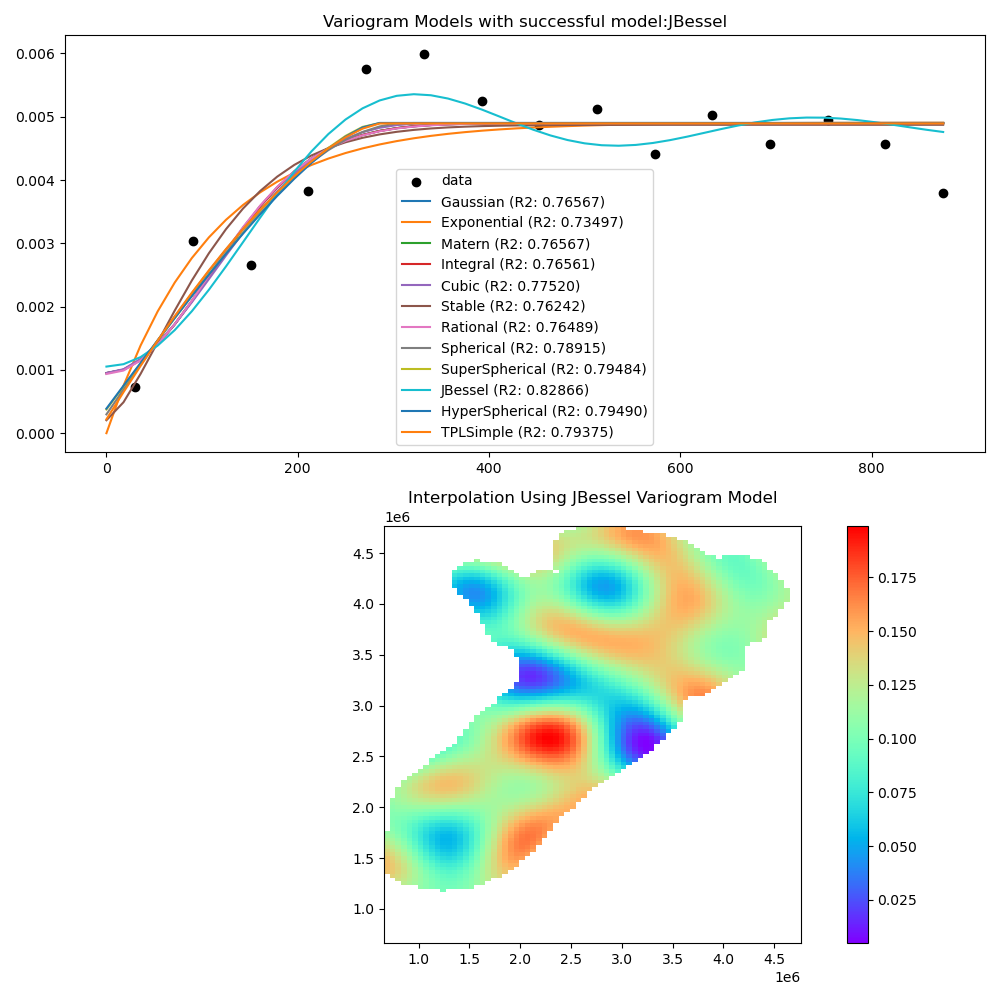 Variogram Models with successful model:JBessel
0.006
0.005
0.004
0.003
0.002
0.001
0.000
data
Gaussian (R2: 0.76567)
Exponential (R2: 0.73497)
Matern (R2: 0.76567)
Integral (R2: 0.76561)
Cubic (R2: 0.77520)
Stable (R2: 0.76242)
Rational (R2: 0.76489)
Spherical (R2: 0.78915)
SuperSpherical (R2: 0.79484)
JBessel (R2: 0.82866)
HyperSpherical (R2: 0.79490)
TPLSimple (R2: 0.79375)
0 200 400 600 800
Interpolation Using JBessel Variogram Model
1e6
4.5
4.0
3.5
3.0
2.5
2.0
1.5
1.0
1.0 1.5 2.0 2.5 3.0 3.5 4.0 4.5
1e6
0.175
0.150
0.125
0.100
0.075
0.050
0.025